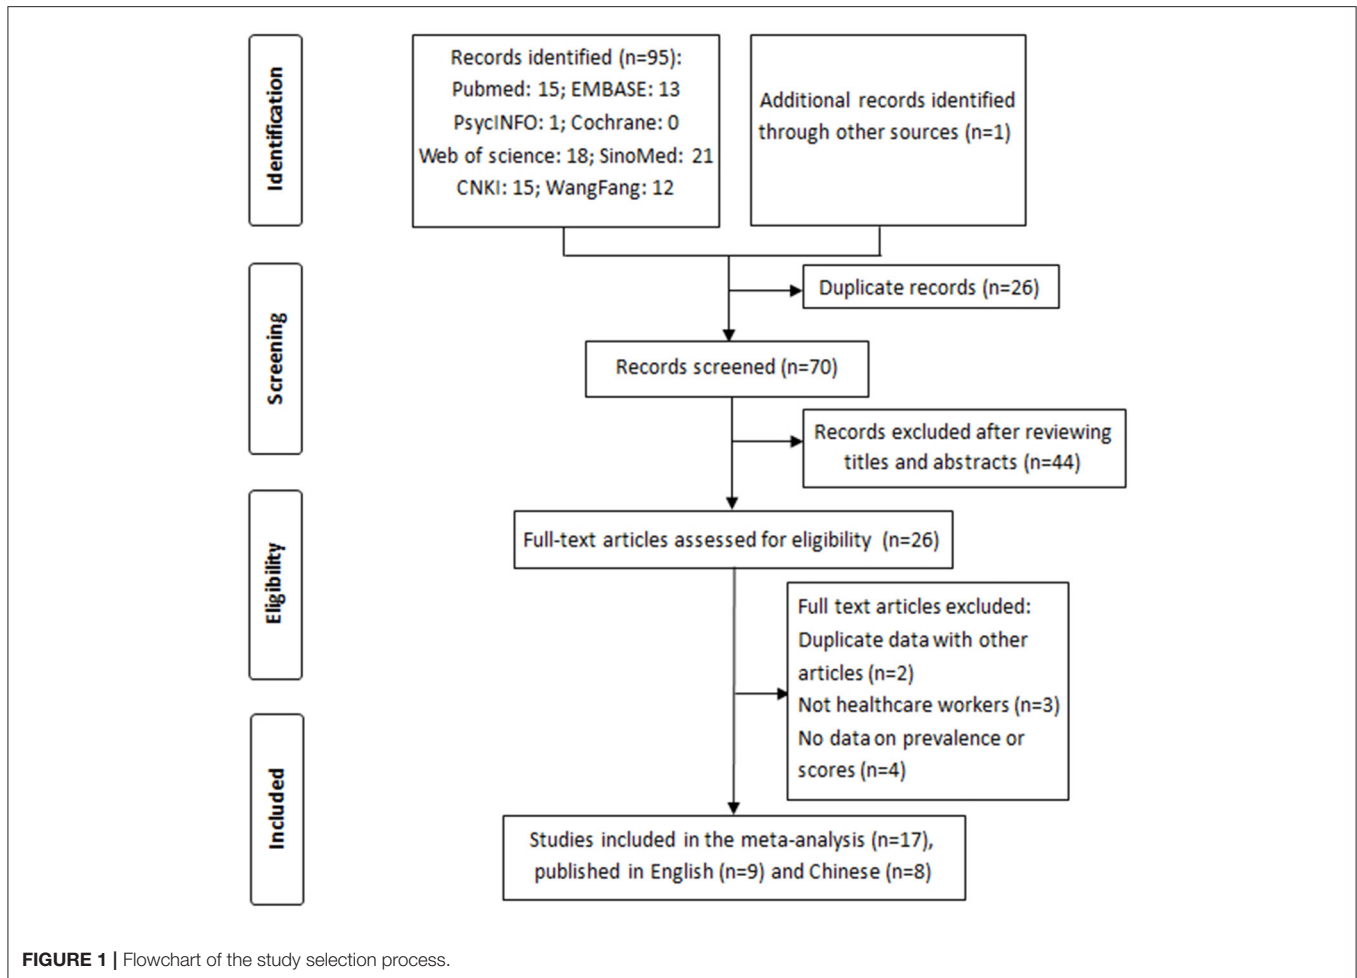 Identification
Records identified (n=95):
Pubmed: 15; EMBASE: 13
PsycINFO: 1; Cochrane: 0
Web of science: 18; SinoMed: 21
CNKI: 15; WangFang: 12
Additional records identified
through other sources (n=1)
Screening
Duplicate records (n=26)
Records screened (n=70)
Records excluded after reviewing
titles and abstracts (n=44)
Eligibility
Full-text articles assessed for eligibility (n=26)
Full text articles excluded:
Duplicate data with other
articles (n=2)
Not healthcare workers (n=3)
No data on prevalence or
scores (n=4)
Included
Studies included in the meta-analysis (n=17),
published in English (n=9) and Chinese (n=8)
FIGURE 1 | Flowchart of the study selection process.